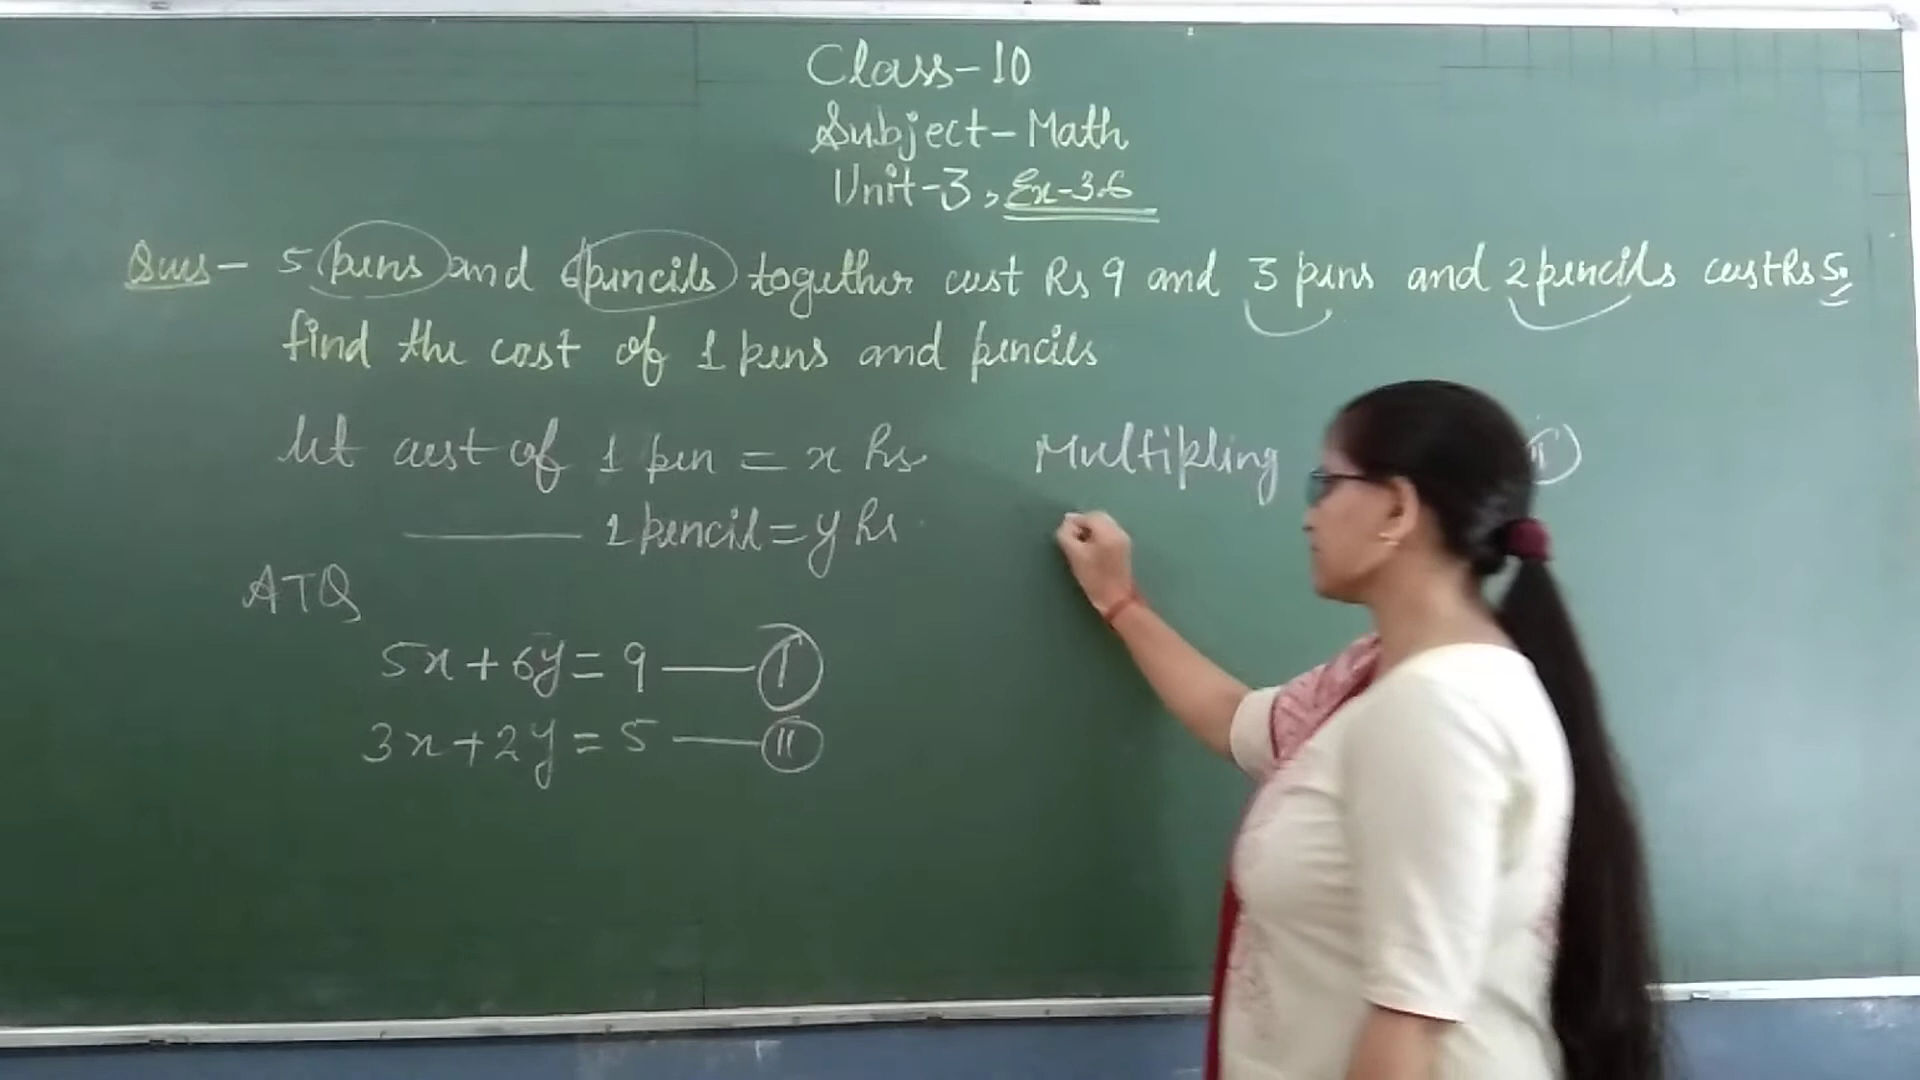 Class-10
Subject-Math
Unit-3, Ex-3.6
Ques- 5 pens and 6 pencils together cost Rs 9 and 3 pens and 2 pencils cost Rs 5.
find the cost of 1 pens and pencils
let cost of 1 pen = x Rs.
1 pencil = y Rs
ATQ
5x+6y=9 — I
3x+2y=5 — II
Multipling